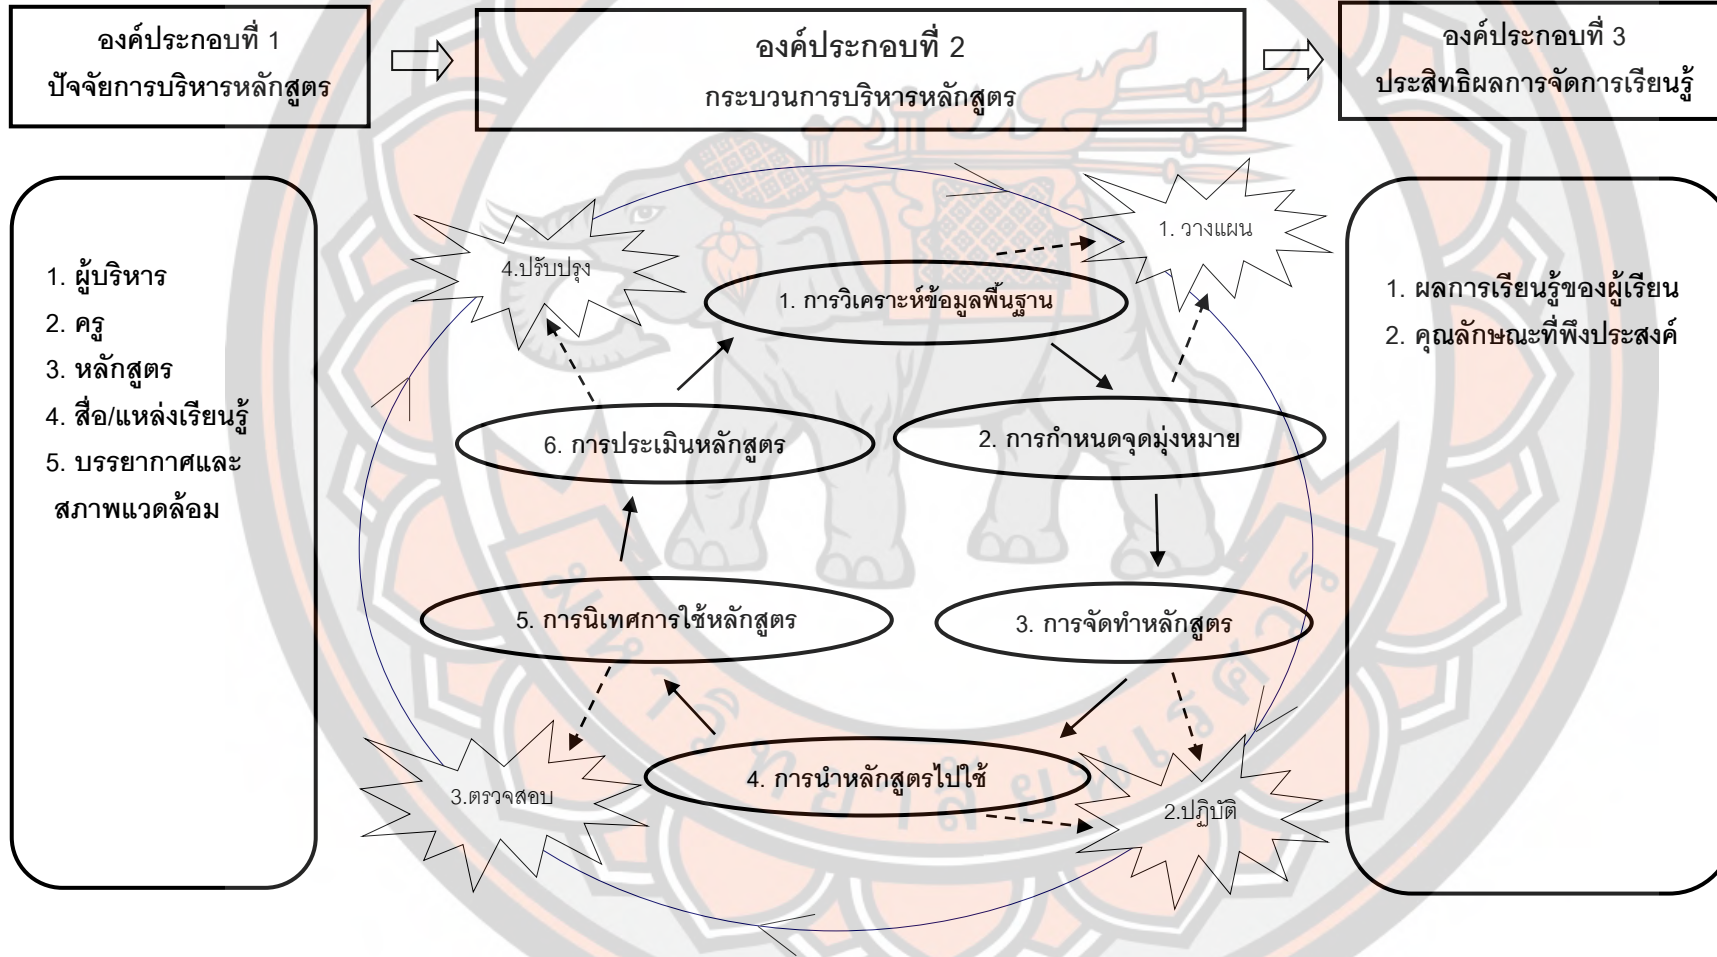 องค์ประกอบที่ 1
ปัจจัยการบริหารหลักสูตร
องค์ประกอบที่ 2
กระบวนการบริหารหลักสูตร
องค์ประกอบที่ 3
ประสิทธิผลการจัดการเรียนรู้
1. ผู้บริหาร
2. ครู
3. หลักสูตร
4. สื่อ/แหล่งเรียนรู้
5. บรรยากาศและ
สภาพแวดล้อม
1. วางแผน
4.ปรับปรุง
1. การวิเคราะห์ข้อมูลพื้นฐาน
6. การประเมินหลักสูตร
2. การกำหนดจุดมุ่งหมาย
5. การนิเทศการใช้หลักสูตร
3. การจัดทำหลักสูตร
4. การนำหลักสูตรไปใช้
3.ตรวจสอบ
2.ปฏิบัติ
1. ผลการเรียนรู้ของผู้เรียน
2. คุณลักษณะที่พึงประสงค์
มหาวิทยาลัยนเรศวร